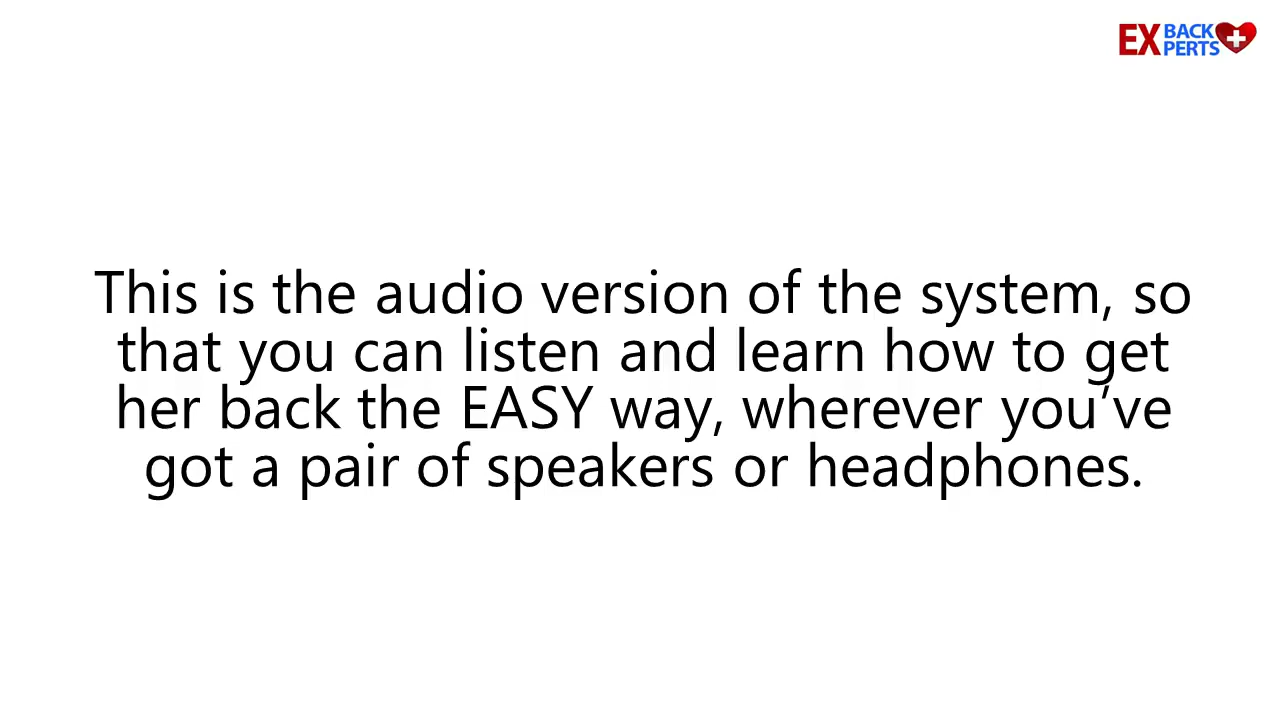 EX BACK
PERTS
This is the audio version of the system, so
that you can listen and learn how to get
her back the EASY way, wherever you’ve
got a pair of speakers or headphones.